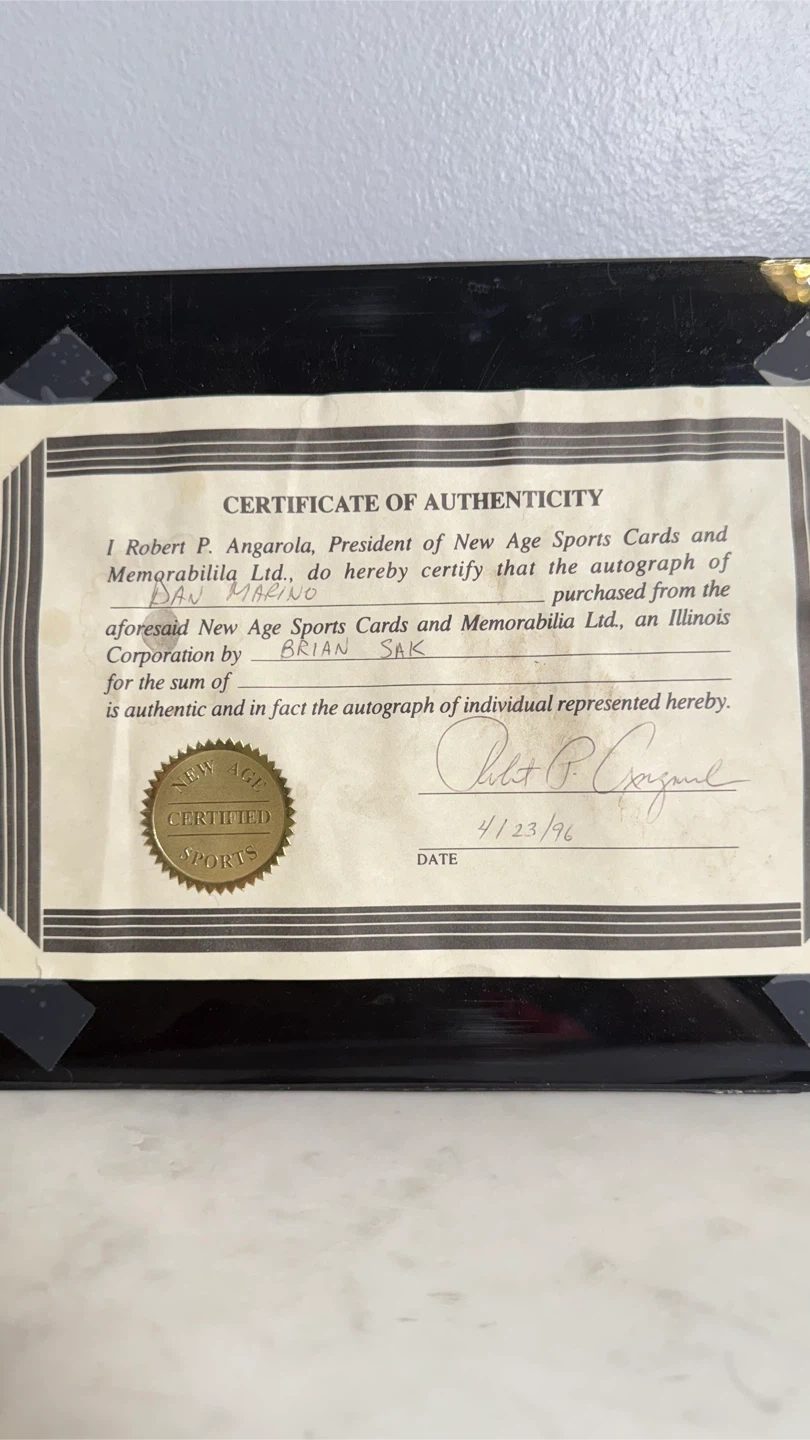 CERTIFICATE OF AUTHENTICITY
I Robert P. Angarola, President of New Age Sports Cards and
Memorabilila Ltd., do hereby certify that the autograph of
DAN MARINO purchased from the
aforesaid New Age Sports Cards and Memorabilia Ltd., an Illinois
Corporation by BRIAN SAK
for the sum of
is authentic and in fact the autograph of individual represented hereby.
NEW AGE
CERTIFIED
SPORTS
Robert P. Angarola
4/23/96
DATE